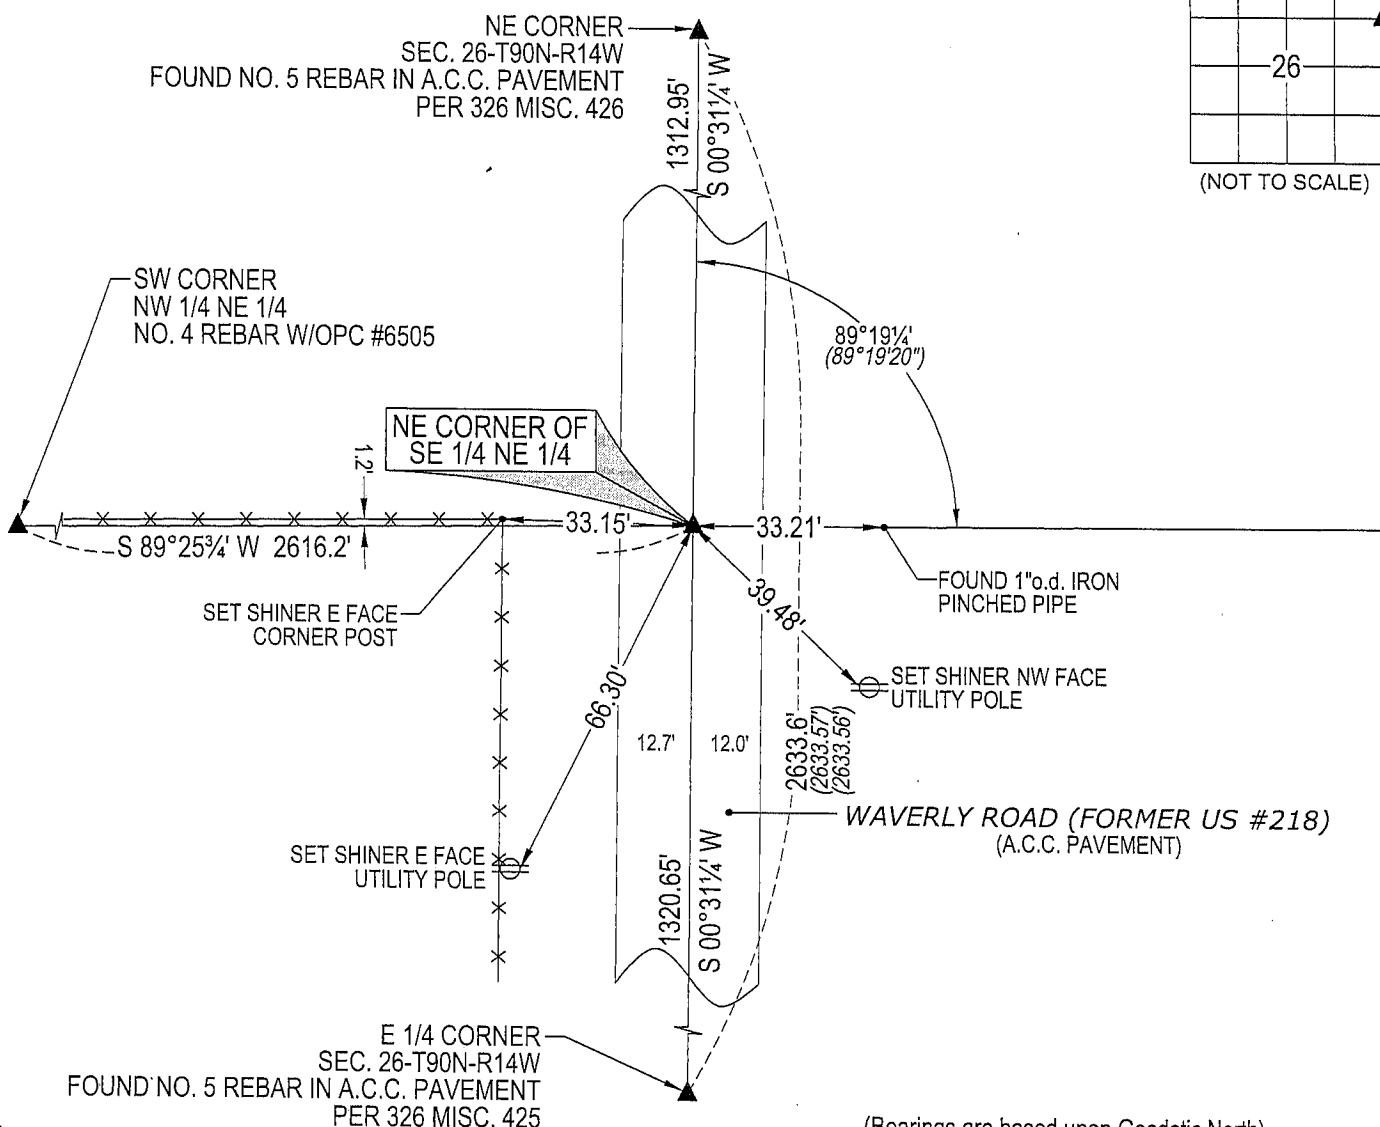 NE CORNER
SEC. 26-T90N-R14W
FOUND NO. 5 REBAR IN A.C.C. PAVEMENT
PER 326 MISC. 426
1312.95'
S 00°31¼' W
26
(NOT TO SCALE)
SW CORNER
NW 1/4 NE 1/4
NO. 4 REBAR W/OPC #6505
89°19¼'
(89°19'20")
NE CORNER OF
SE 1/4 NE 1/4
1.2'
33.15'
33.21'
S 89°25¾' W 2616.2'
FOUND 1"o.d. IRON
PINCHED PIPE
SET SHINER E FACE
CORNER POST
39.48'
66.30'
SET SHINER NW FACE
UTILITY POLE
12.7'
12.0'
2633.6'
(2633.57')
(2633.56')
WAVERLY ROAD (FORMER US #218)
(A.C.C. PAVEMENT)
SET SHINER E FACE
UTILITY POLE
1320.65'
S 00°31¼' W
E 1/4 CORNER
SEC. 26-T90N-R14W
FOUND NO. 5 REBAR IN A.C.C. PAVEMENT
PER 326 MISC. 425
(Bearings are based upon Geodetic North)